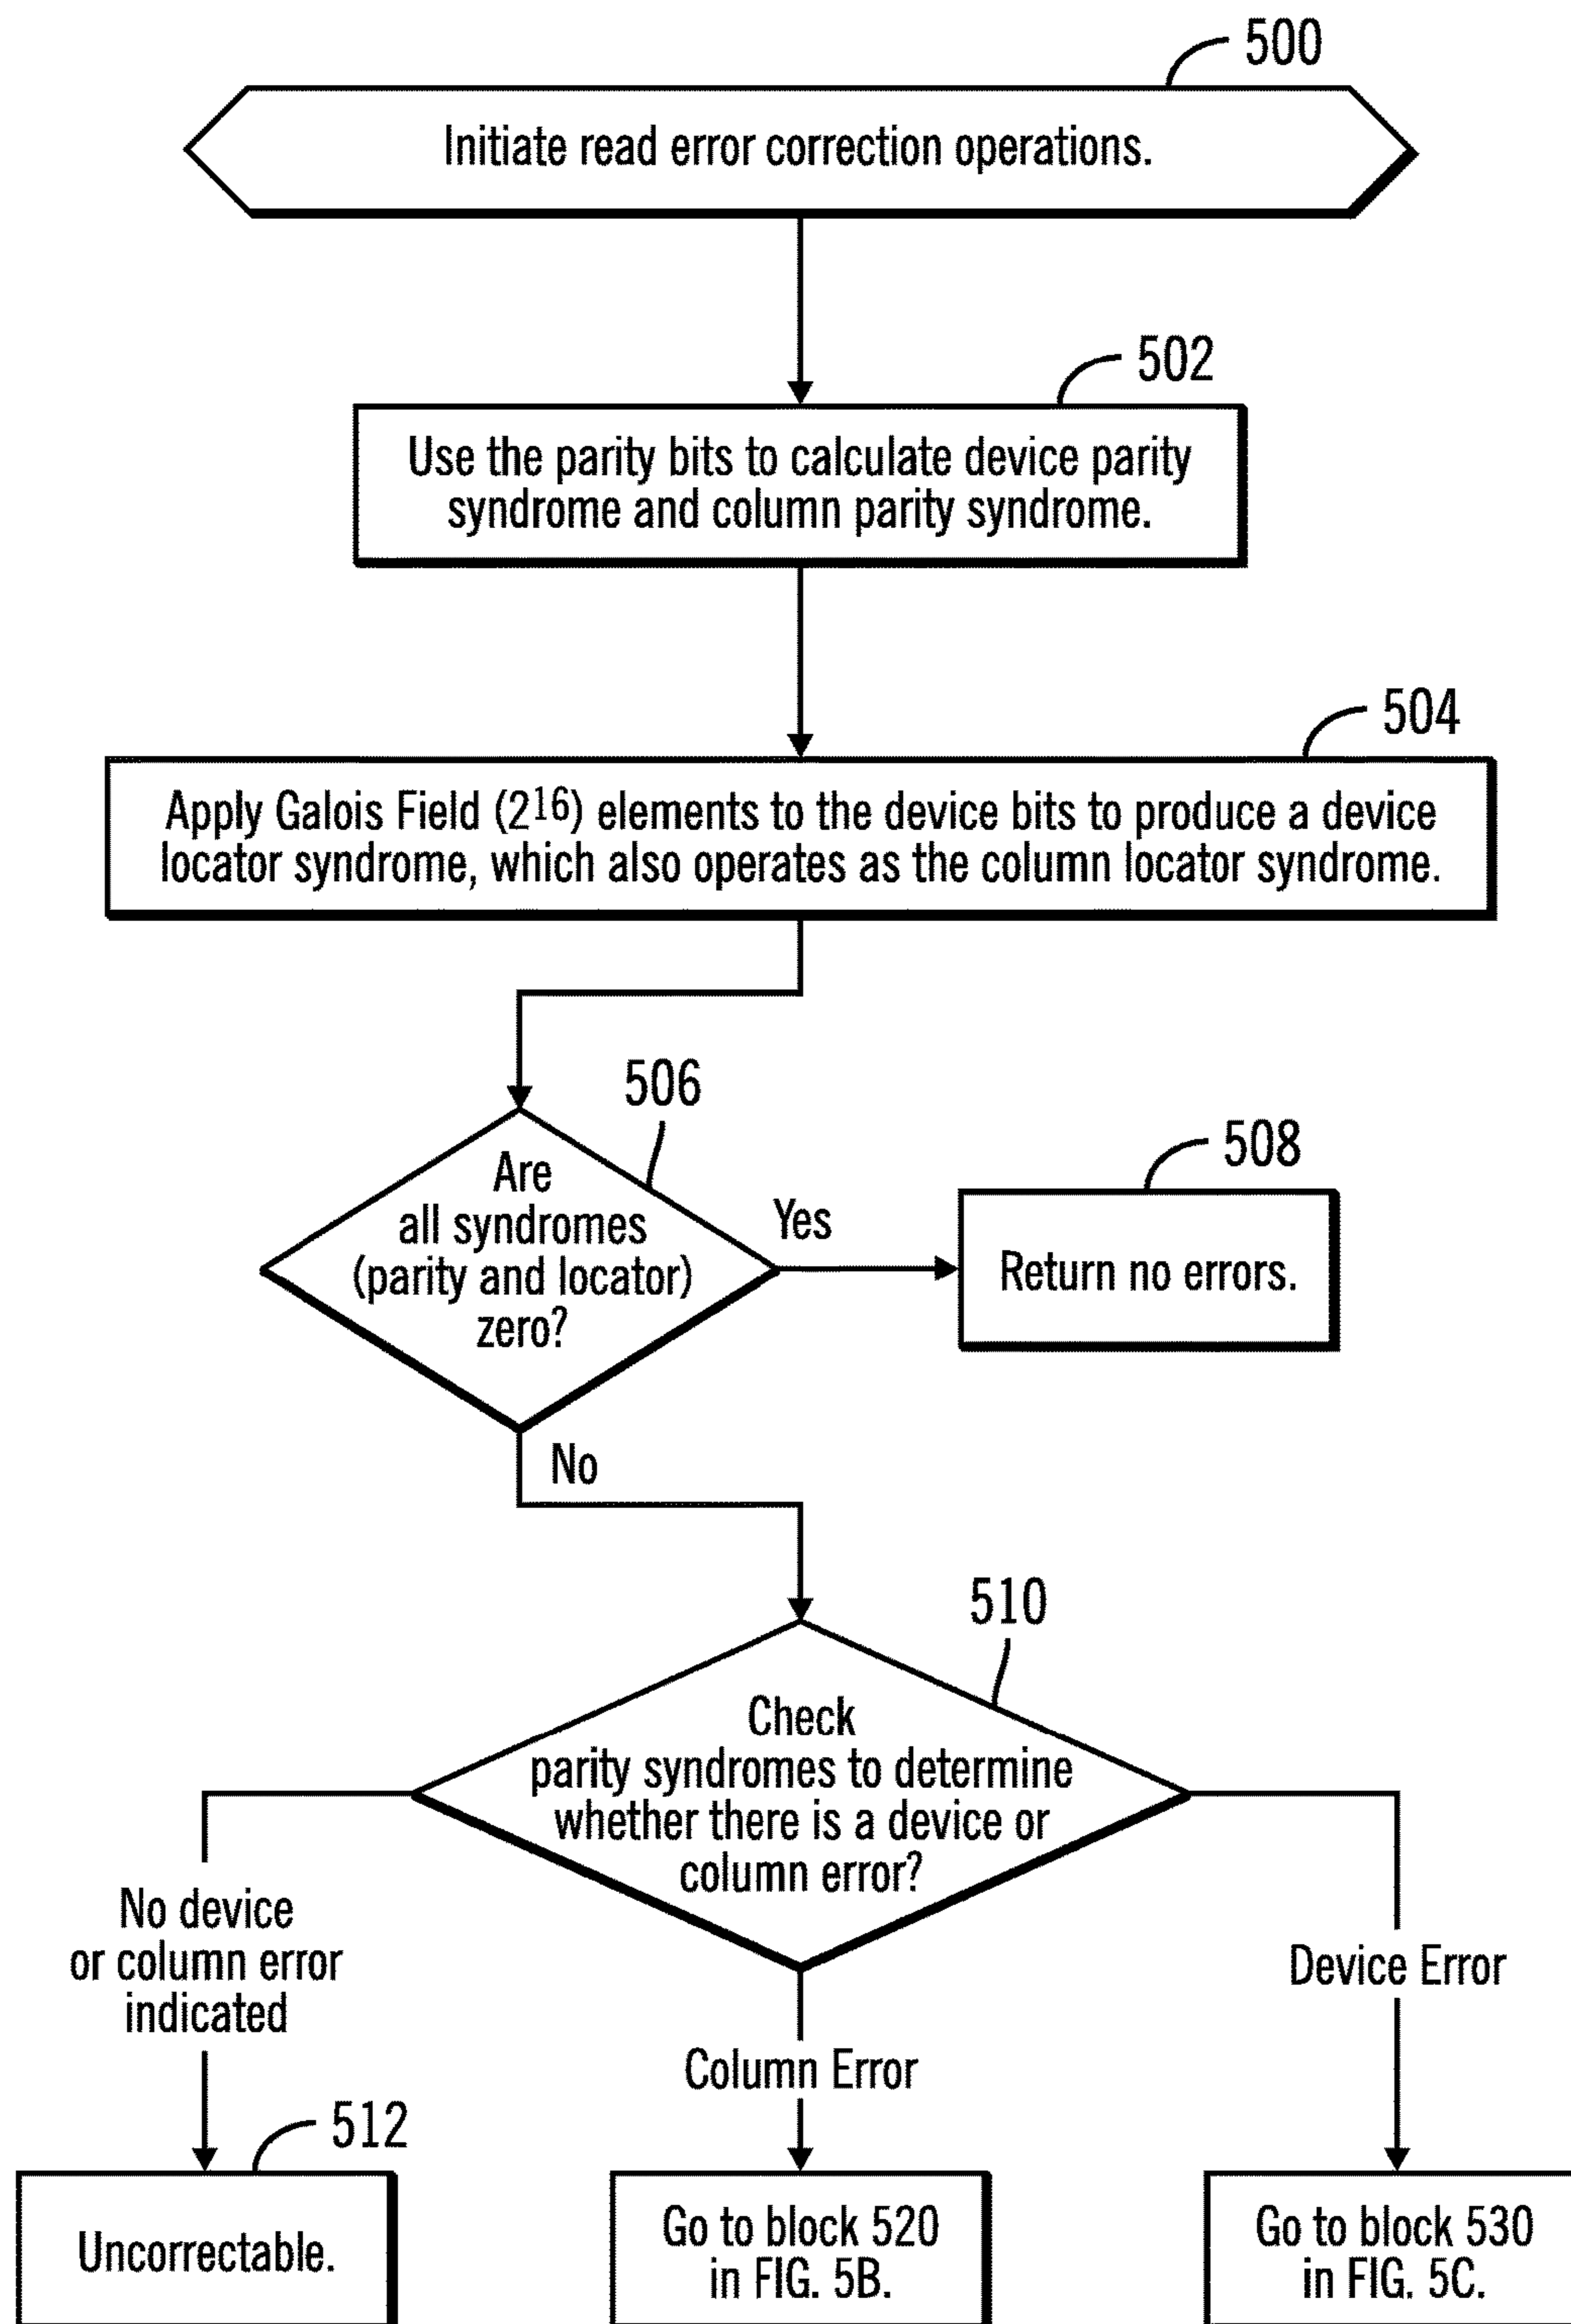 500
Initiate read error correction operations.
502
Use the parity bits to calculate device parity
syndrome and column parity syndrome.
504
Apply Galois Field (2¹⁶) elements to the device bits to produce a device
locator syndrome, which also operates as the column locator syndrome.
506
Are
all syndromes
(parity and locator)
zero?
Yes
508
Return no errors.
No
510
Check
parity syndromes to determine
whether there is a device or
column error?
No device
or column error
indicated
Column Error
Device Error
512
Uncorrectable.
Go to block 520
in FIG. 5B.
Go to block 530
in FIG. 5C.